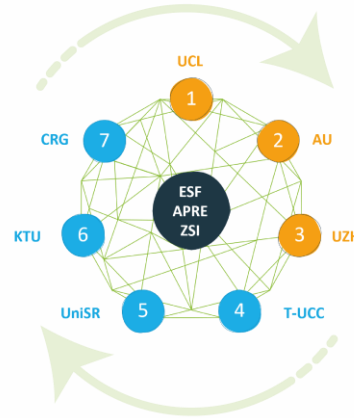 UCL
1
CRG 7
2 AU
ESF
APRE
ZSI
KTU 6
3
UniSR 5
4 T-UCC